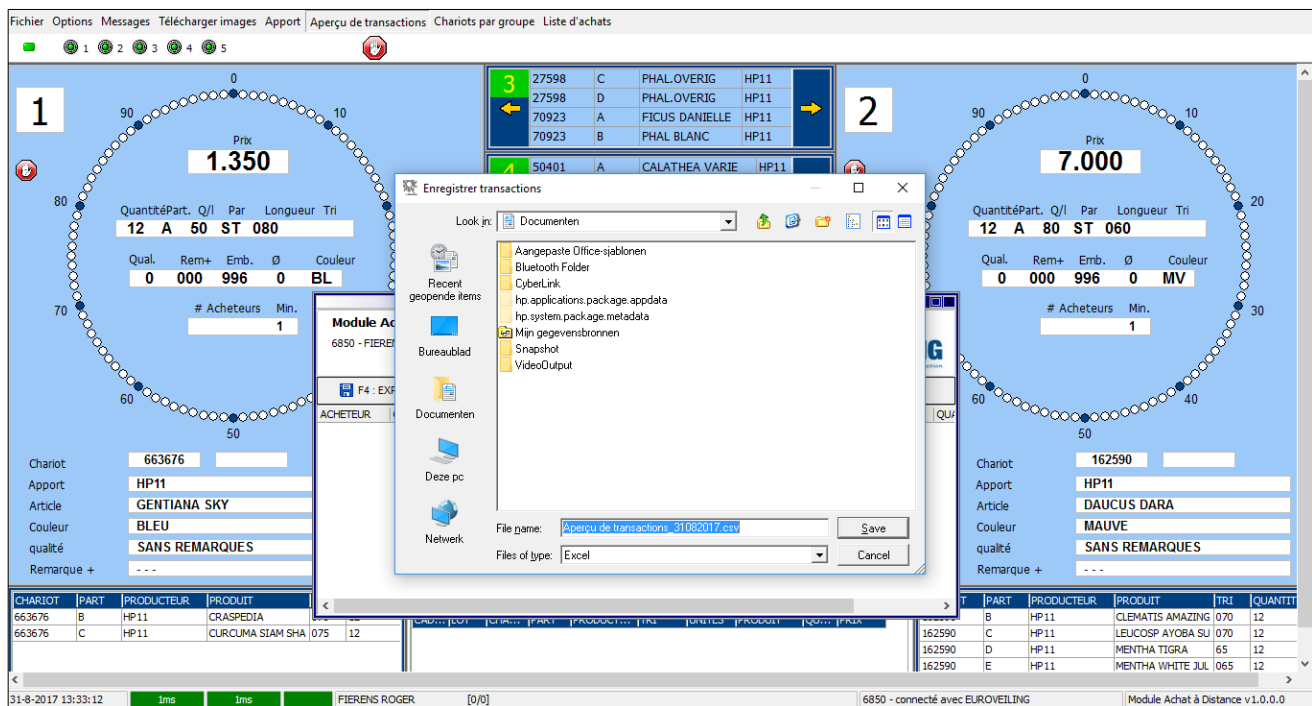 Fichier Options Messages Télécharger images Apport Aperçu de transactions Chariots par groupe Liste d'achats
1 2 3 4 5
1
0
10
90
80
70
60
50
Prix
1.350
QuantitéPart. Q/l Par Longueur Tri
12 A 50 ST 080
Qual. Rem+ Emb. Ø Couleur
0 000 996 0 BL
# Acheteurs Min.
1
Chariot 663676
Apport HP11
Article GENTIANA SKY
Couleur BLEU
qualité SANS REMARQUES
Remarque + - - -
3
27598 C PHAL.OVERIG HP11
27598 D PHAL.OVERIG HP11
70923 A FICUS DANIELLE HP11
70923 B PHAL BLANC HP11
4
50401 A CALATHEA VARIE HP11
2
0
10
20
30
40
50
60
90
Prix
7.000
QuantitéPart. Q/l Par Longueur Tri
12 A 80 ST 060
Qual. Rem+ Emb. Ø Couleur
0 000 996 0 MV
# Acheteurs Min.
1
Chariot 162590
Apport HP11
Article DAUCUS DARA
Couleur MAUVE
qualité SANS REMARQUES
Remarque + - - -
Module Ac
6850 - FIEREN
F4 : EXP
ACHETEUR
NG
QUA
Enregistrer transactions
Look in: Documenten
Recent geopende items
Bureaublad
Documenten
Deze pc
Netwerk
Aangepaste Office-sjablonen
Bluetooth Folder
CyberLink
hp.applications.package.appdata
hp.system.package.metadata
Mijn gegevensbronnen
Snapshot
VideoOutput
File name: Aperçu de transactions_31082017.csv Save
Files of type: Excel Cancel
CHARIOT PART PRODUCTEUR PRODUIT
663676 B HP11 CRASPEDIA
663676 C HP11 CURCUMA SIAM SHA 075 12
CAD... LOT CHA... PART PRODUCT... TRI UNITES PRODUIT QU... PRIX
PART PRODUCTEUR PRODUIT TRI QUANTIT
162590 B HP11 CLEMATIS AMAZING 070 12
162590 C HP11 LEUCOSP AYOBA SU 070 12
162590 D HP11 MENTHA TIGRA 65 12
162590 E HP11 MENTHA WHITE JUL 065 12
31-8-2017 13:33:12 1ms 1ms FIERENS ROGER [0/0] 6850 - connecté avec EUROVEILING Module Achat à Distance v1.0.0.0